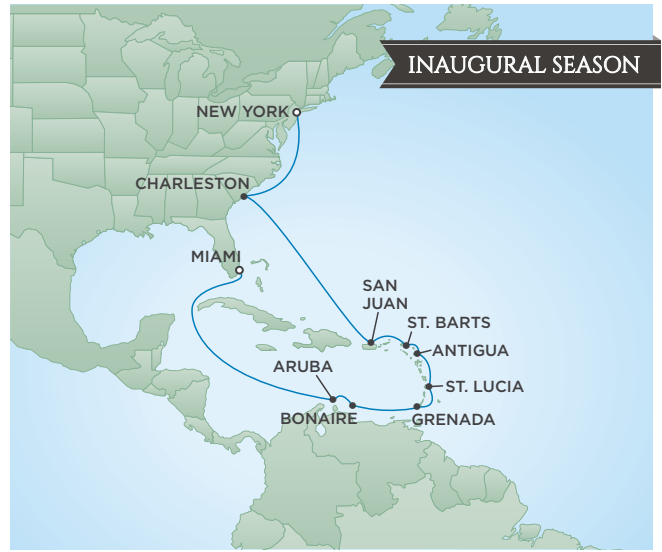 INAUGURAL SEASON
NEW YORK
CHARLESTON
MIAMI
SAN
JUAN
ST. BARTS
ANTIGUA
ARUBA
ST. LUCIA
BONAIRE
GRENADA